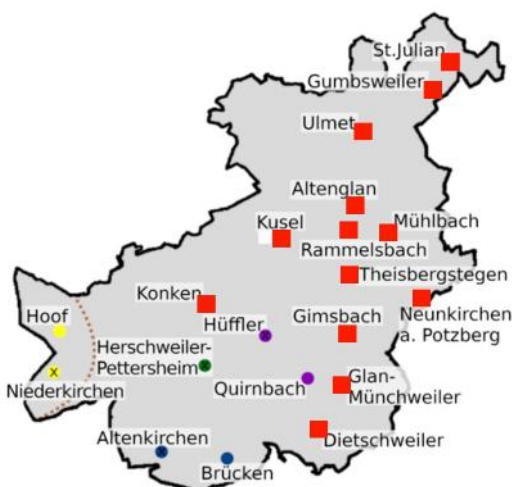 St.Julian
Gumbsweiler
Ulmet
Altenglan
Kusel
Mühlbach
Rammelsbach
Theisbergstegen
Konken
Neunkirchen
a. Potzberg
Hoof
Hüffler
Gimsbach
Herschweiler-
Pettersheim
Niederkirchen
Quirnbach
Glan-
Münchweiler
Altenkirchen
Dietschweiler
Brücken